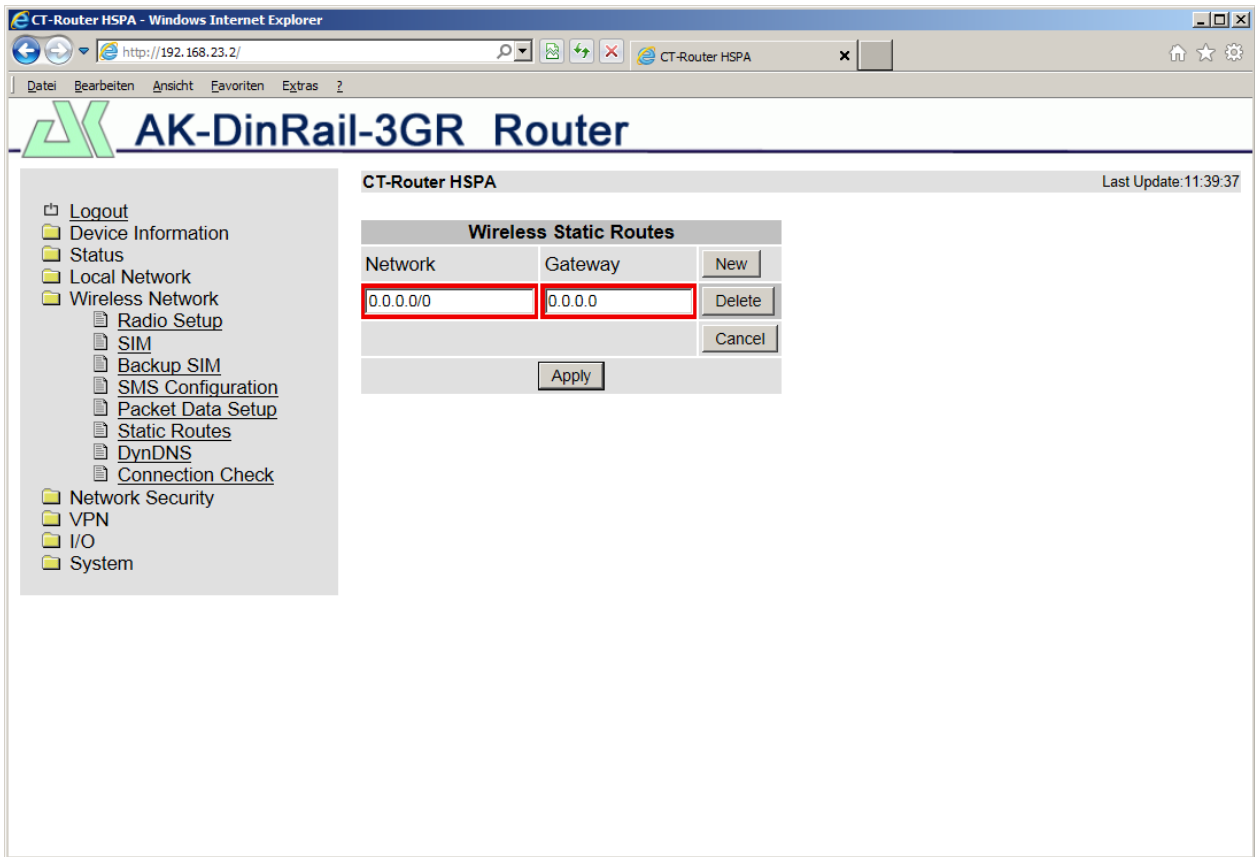 CT-Router HSPA - Windows Internet Explorer
http://192.168.23.2/
CT-Router HSPA
Datei Bearbeiten Ansicht Favoriten Extras ?
AK-DinRail-3GR Router
CT-Router HSPA
Last Update:11:39:37
Logout
Device Information
Status
Local Network
Wireless Network
Radio Setup
SIM
Backup SIM
SMS Configuration
Packet Data Setup
Static Routes
DynDNS
Connection Check
Network Security
VPN
I/O
System
Wireless Static Routes
Network Gateway New
0.0.0.0/0 0.0.0.0 Delete
Cancel
Apply